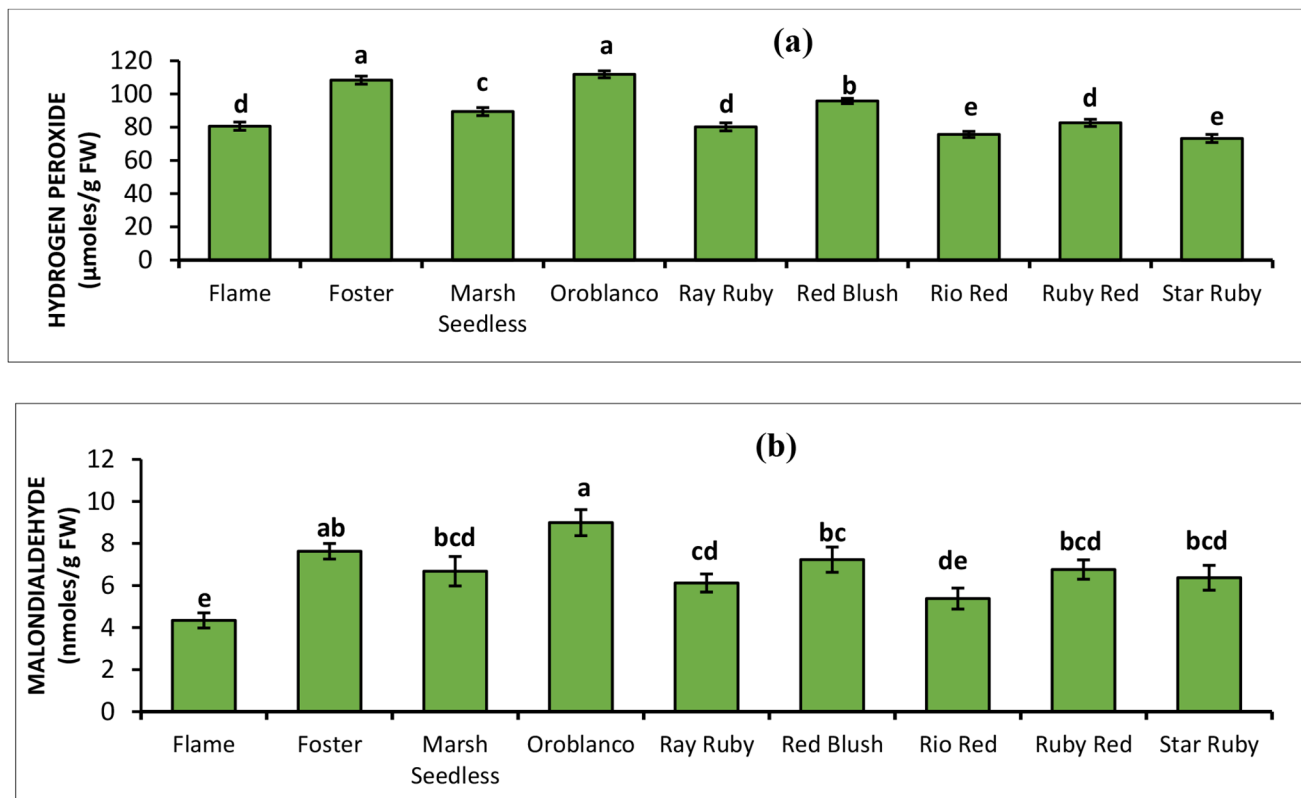 (a)
HYDROGEN PEROXIDE
(µmoles/g FW)
120
100
80
60
40
20
0
d
a
c
a
d
b
e
d
e
Flame Foster Marsh Seedless Oroblanco Ray Ruby Red Blush Rio Red Ruby Red Star Ruby
(b)
MALONDIALDEHYDE
(nmoles/g FW)
12
10
8
6
4
2
0
e
ab
bcd
a
cd
bc
de
bcd
bcd
Flame Foster Marsh Seedless Oroblanco Ray Ruby Red Blush Rio Red Ruby Red Star Ruby